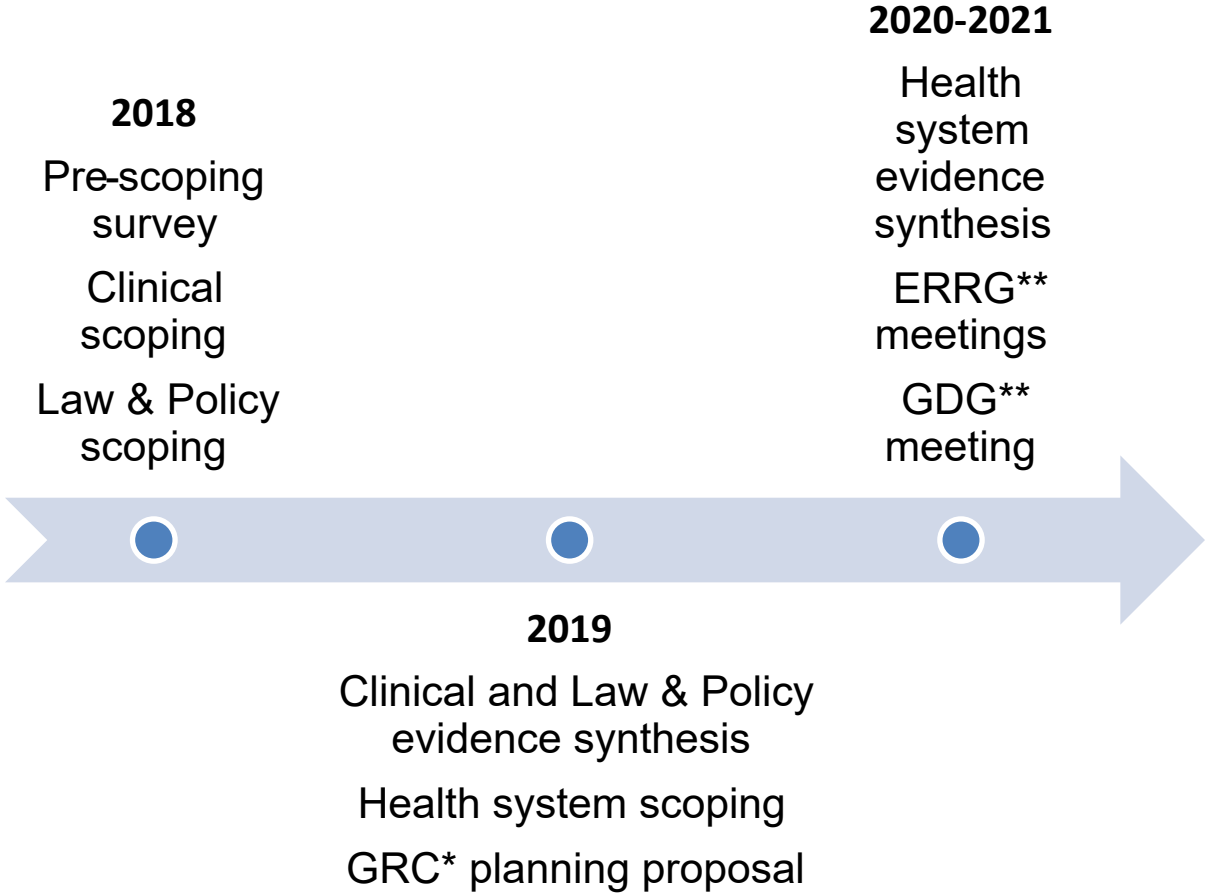 2018
Pre-scoping
survey
Clinical
scoping
Law & Policy
scoping
2019
Clinical and Law & Policy
evidence synthesis
Health system scoping
GRC* planning proposal
2020-2021
Health
system
evidence
synthesis
ERRG**
meetings
GDG**
meeting